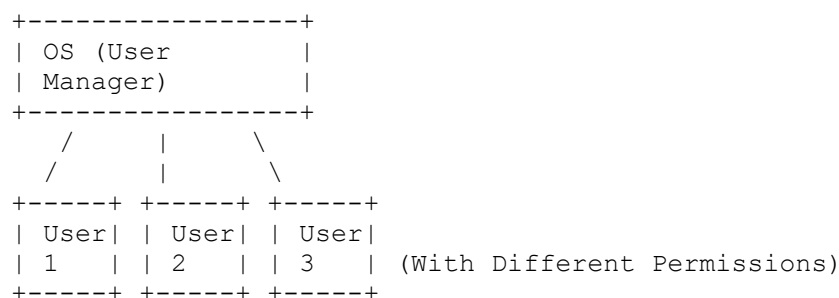 +-----------------+
| OS (User        |
| Manager)        |
+-----------------+
   /     |     \
  /      |      \
+-----+ +-----+ +-----+
| User| | User| | User|
| 1   | | 2   | | 3   | (With Different Permissions)
+-----+ +-----+ +-----+